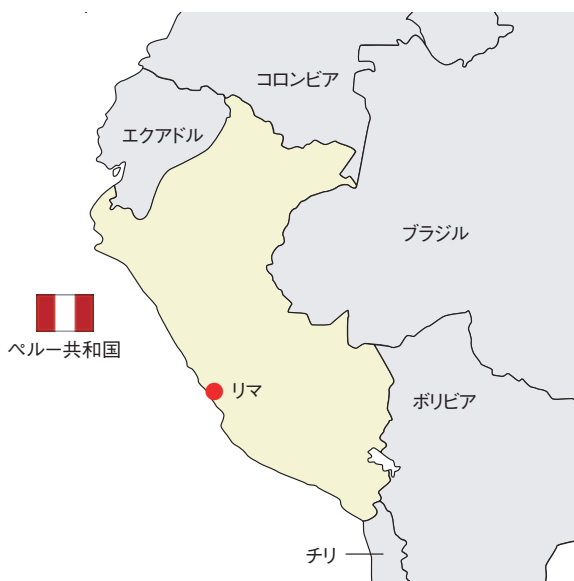 コロンビア
エクアドル
ブラジル
ペルー共和国
リマ
ボリビア
チリ